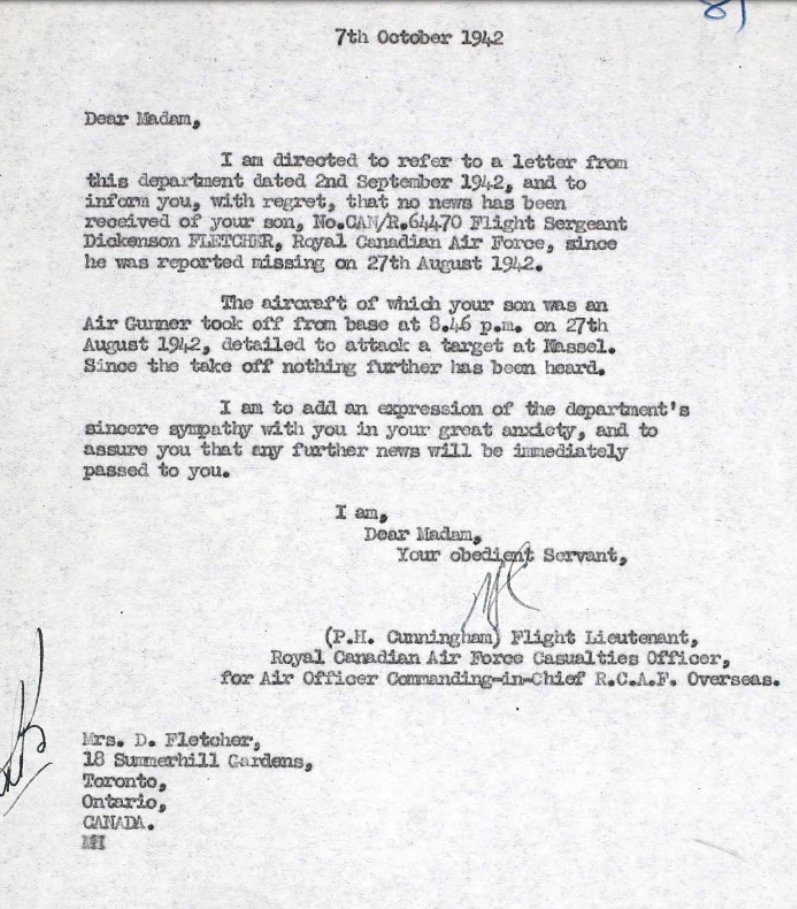 7th October 1942
Dear Madam,
I am directed to refer to a letter from
this department dated 2nd September 1942, and to
inform you, with regret, that no news has been
received of your son, No.CAN/R.64470 Flight Sergeant
Dickenson FLETCHER, Royal Canadian Air Force, since
he was reported missing on 27th August 1942.
The aircraft of which your son was an
Air Gunner took off from base at 8.46 p.m. on 27th
August 1942, detailed to attack a target at Kassel.
Since the take off nothing further has been heard.
I am to add an expression of the department's
sincere sympathy with you in your great anxiety, and to
assure you that any further news will be immediately
passed to you.
I am,
Dear Madam,
Your obedient Servant,
(P.H. Cunningham) Flight Lieutenant,
Royal Canadian Air Force Casualties Officer,
for Air Officer Commanding-in-Chief R.C.A.F. Overseas.
Mrs. D. Fletcher,
18 Summerhill Gardens,
Toronto,
Ontario,
CANADA.